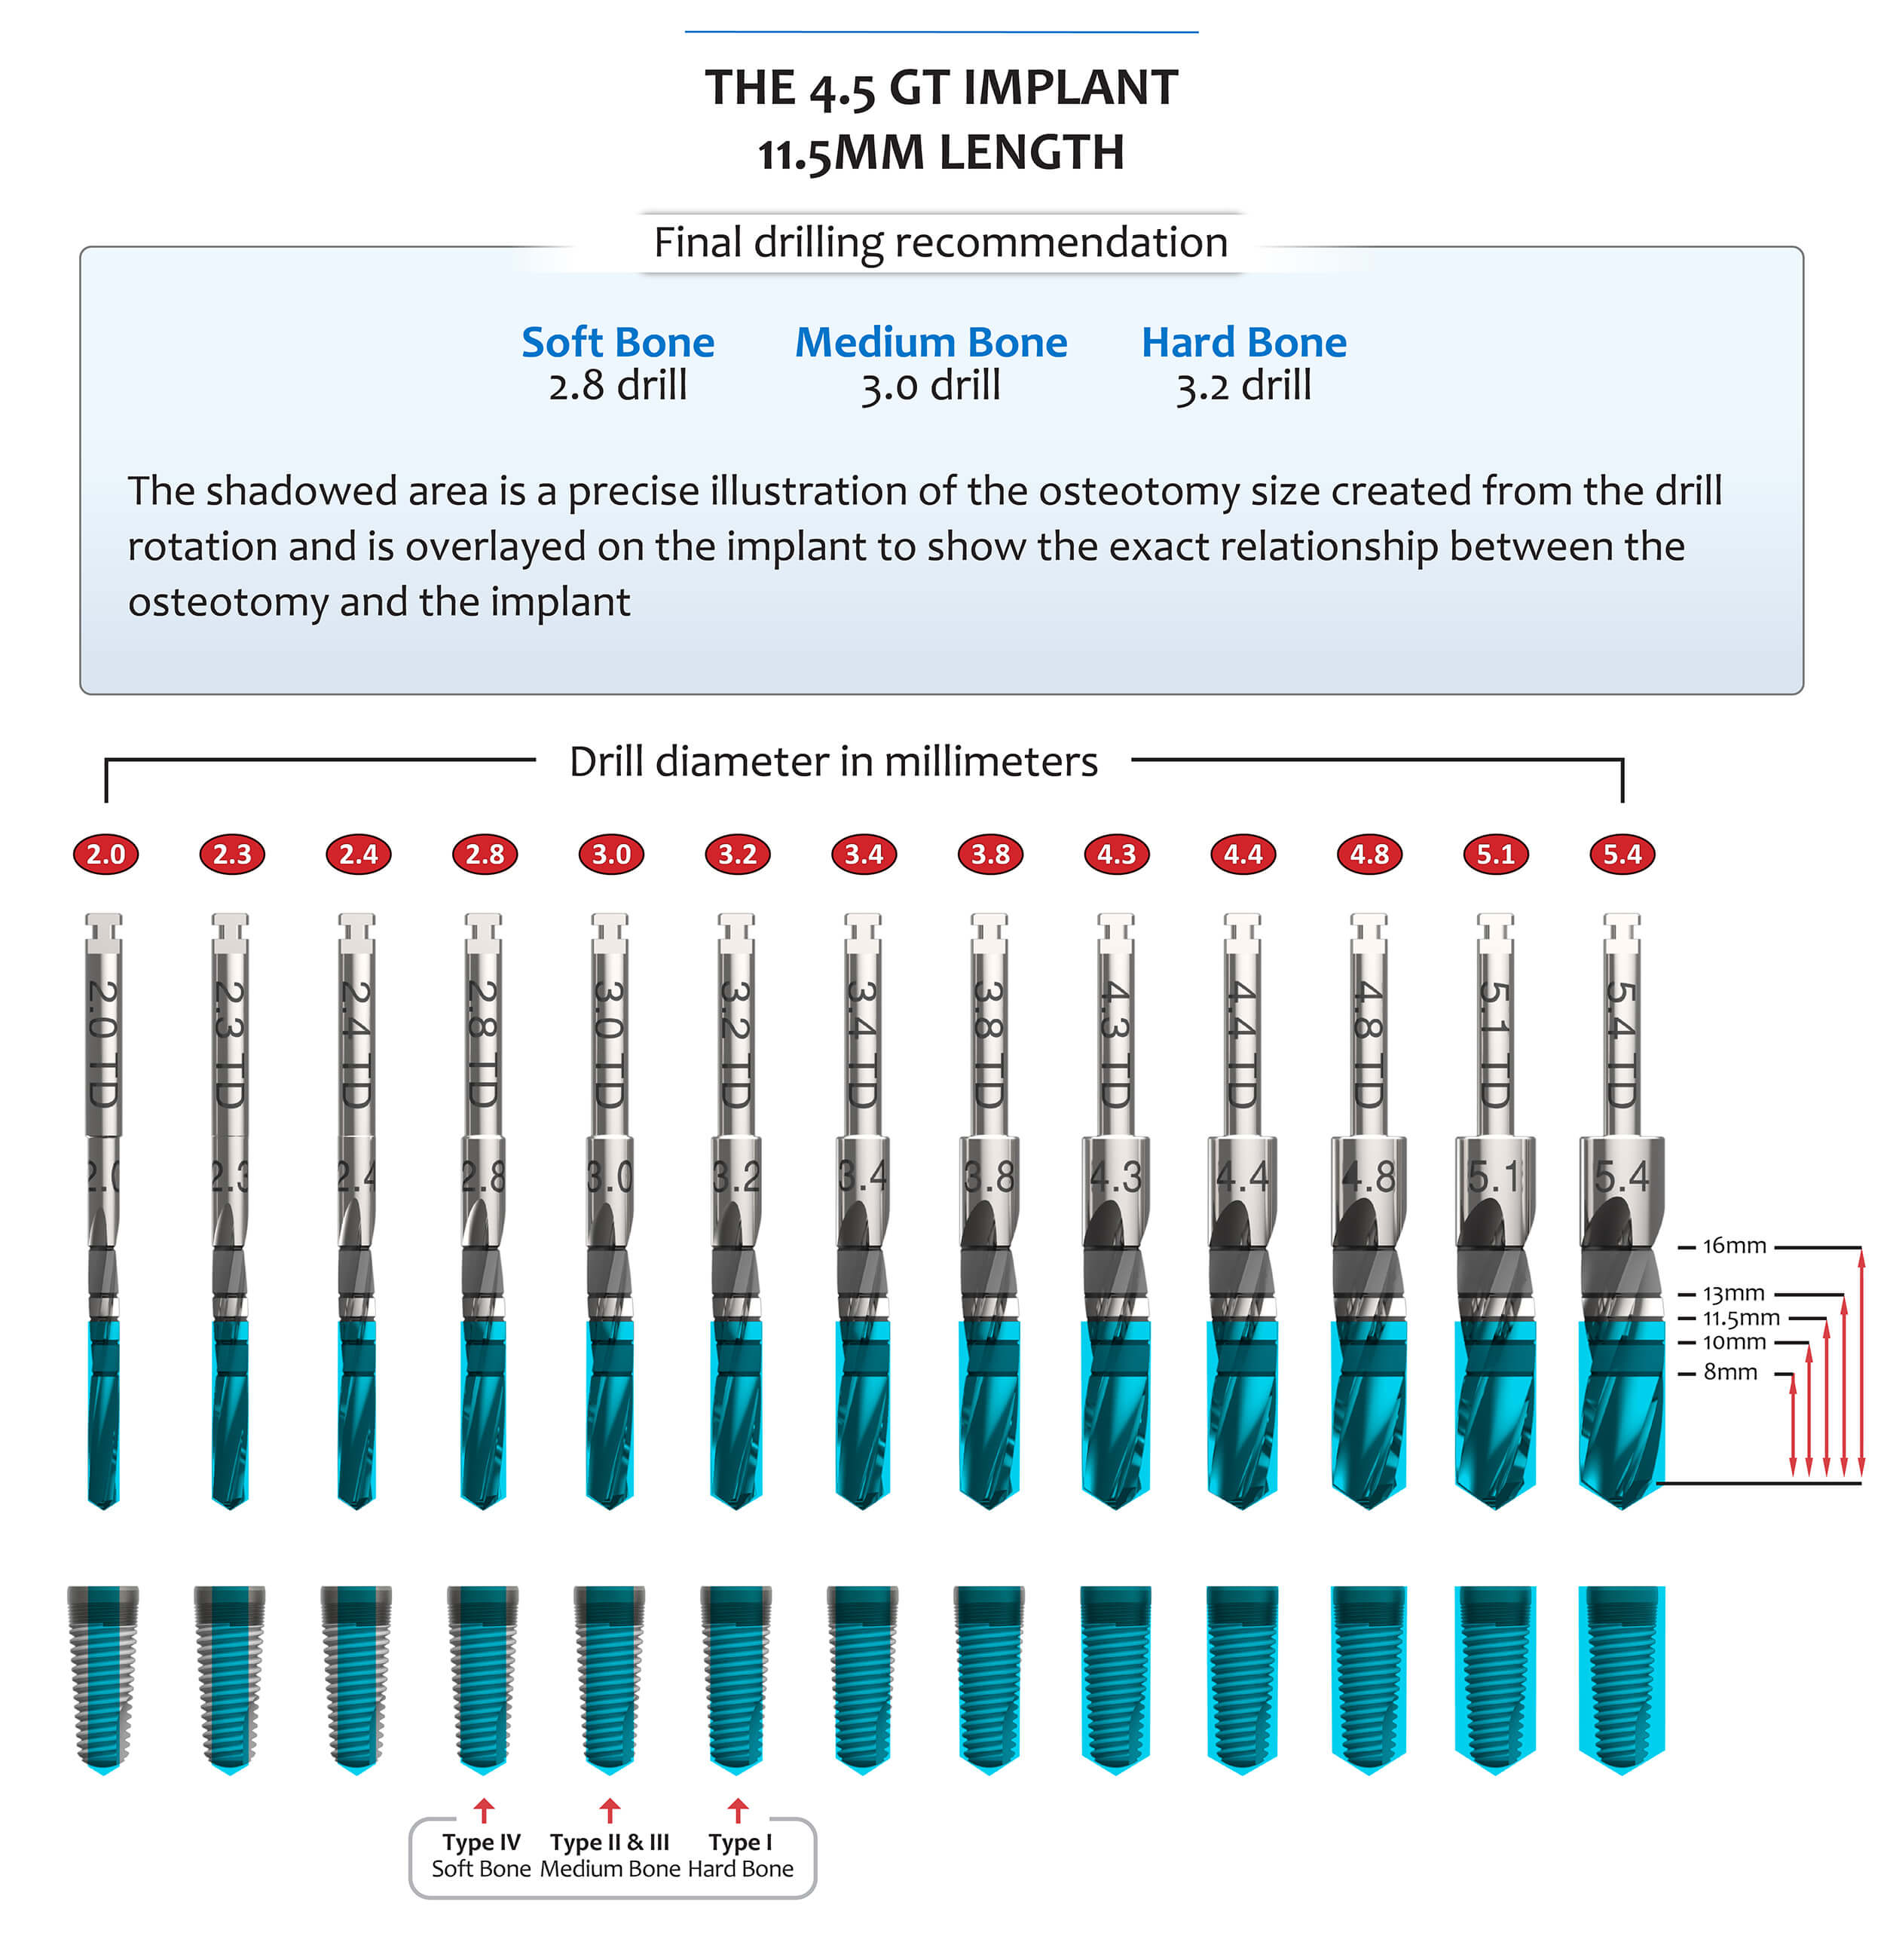 THE 4.5 GT IMPLANT
11.5MM LENGTH
Final drilling recommendation
Soft Bone Medium Bone Hard Bone
2.8 drill 3.0 drill 3.2 drill
The shadowed area is a precise illustration of the osteotomy size created from the drill
rotation and is overlayed on the implant to show the exact relationship between the
osteotomy and the implant
Drill diameter in millimeters
2.0 2.3 2.4 2.8 3.0 3.2 3.4 3.8 4.3 4.4 4.8 5.1 5.4
2.0 TD 2.3 TD 2.4 TD 2.8 TD 3.0 TD 3.2 TD 3.4 TD 3.8 TD 4.3 TD 4.4 TD 4.8 TD 5.1 TD 5.4 TD
2.0 2.3 2.4 2.8 3.0 3.2 3.4 3.8 4.3 4.4 4.8 5.1 5.4
16mm
13mm
11.5mm
10mm
8mm
Type IV Type II & III Type I
Soft Bone Medium Bone Hard Bone